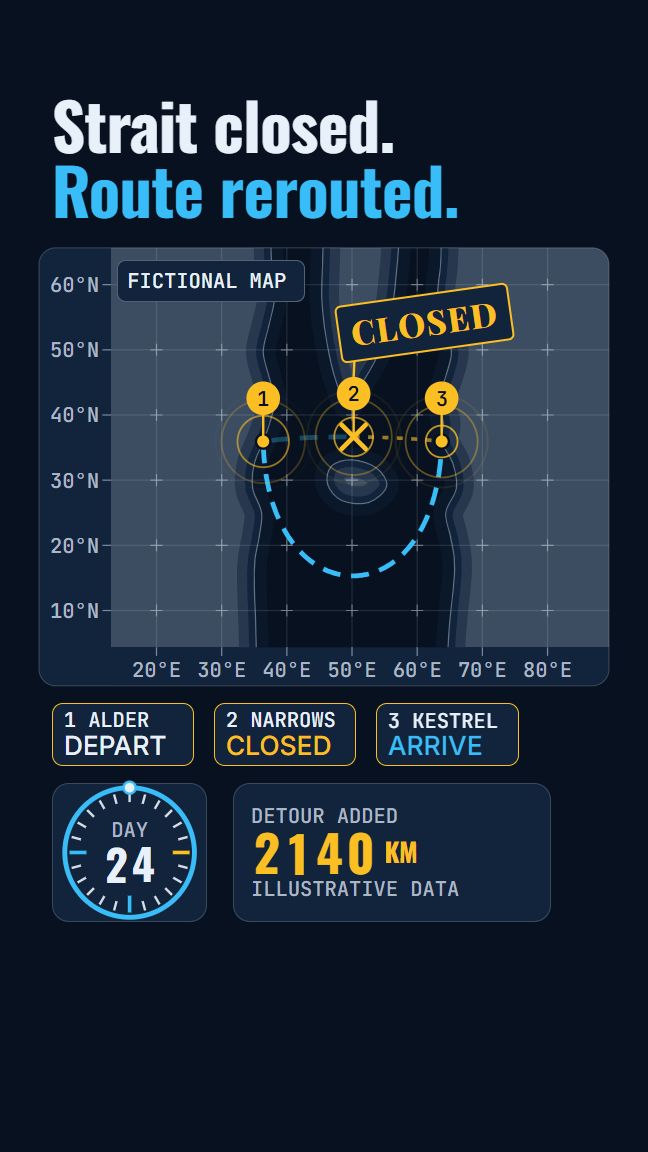 Strait closed.
Route rerouted.
FICTIONAL MAP
CLOSED
60°N
50°N
40°N
30°N
20°N
10°N
1
2
3
20°E 30°E 40°E 50°E 60°E 70°E 80°E
1 ALDER
DEPART
2 NARROWS
CLOSED
3 KESTREL
ARRIVE
DAY
24
DETOUR ADDED
2140 KM
ILLUSTRATIVE DATA